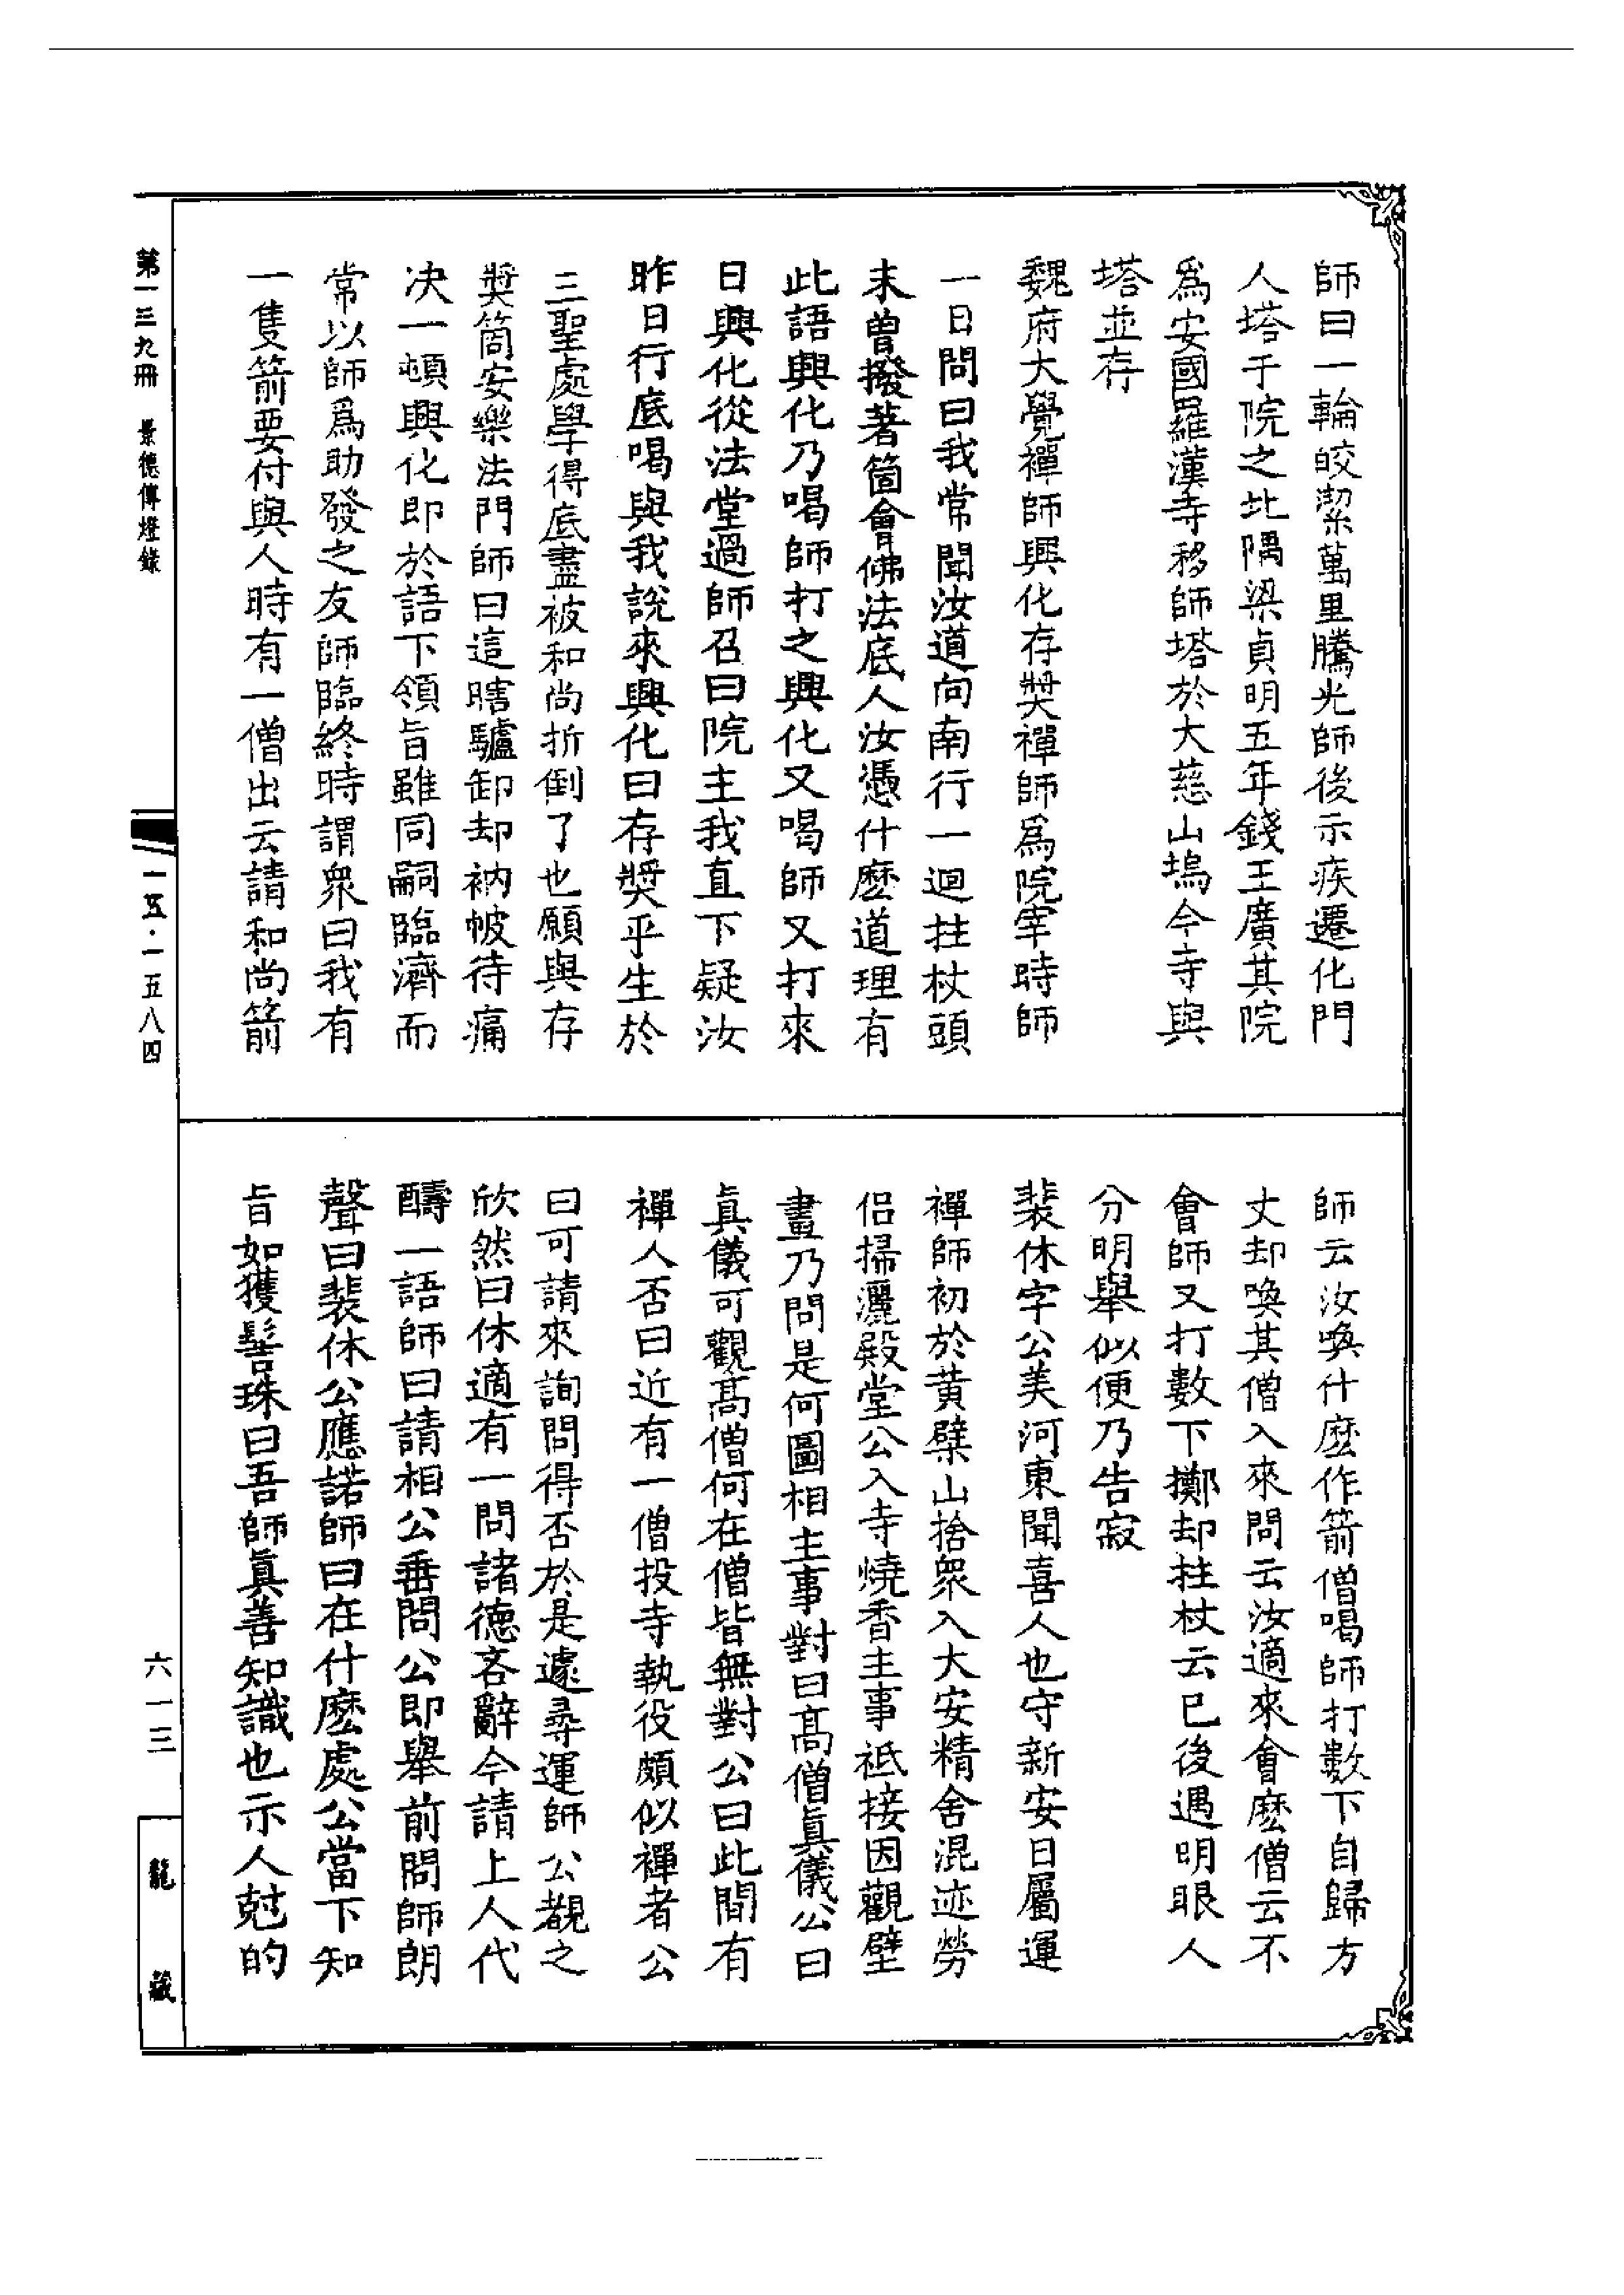 師曰一輪皎潔萬里騰光師後示疾遷化門
人塔于院之北隅梁貞明五年錢王廣其院
爲安國羅漢寺移師塔於大慈山塢今寺與
塔並存
魏府大覺禪師興化存奬禪師爲院宰時師
一日問曰我常聞汝道向南行一迴拄杖頭
未曾撥著箇會佛法底人汝憑什麽道理有
此語興化乃喝師打之興化又喝師又打來
日興化從法堂過師召曰院主我直下疑汝
昨日行底喝與我說來興化曰存奬乎生於
三聖處學得底盡被和尚折倒了也願與存
奬箇安樂法門師曰這瞎驢卸却衲帔待痛
决一頓興化即於語下領旨雖同嗣臨濟而
常以師爲助發之友師臨終時謂衆曰我有
一隻箭要付與人時有一僧出云請和尚箭
師云汝喚什麽作箭僧喝師打數下自歸方
丈却喚其僧入來問云汝適來會麽僧云不
會師又打數下擲却拄杖云已後遇明眼人
分明舉似便乃告寂
裴休字公美河東聞喜人也守新安日屬運
禪師初於黃檗山捨衆入大安精舍混迹勞
侶掃灑殿堂公入寺燒香主事祗接因觀壁
畫乃問是何圖相主事對曰高僧眞儀公曰
眞儀可觀高僧何在僧皆無對公曰此間有
禪人否曰近有一僧投寺執役頗似禪者公
曰可請來詢問得否於是遽尋運師公覩之
欣然曰休適有一問諸德吝辭今請上人代
醻一語師曰請相公垂問公即舉前問師朗
聲曰裴休公應諾師曰在什麽處公當下知
旨如獲髻珠曰吾師眞善知識也示人尅的
第一三九冊　景德傳燈錄
一五・一五八四
六一三
龍藏